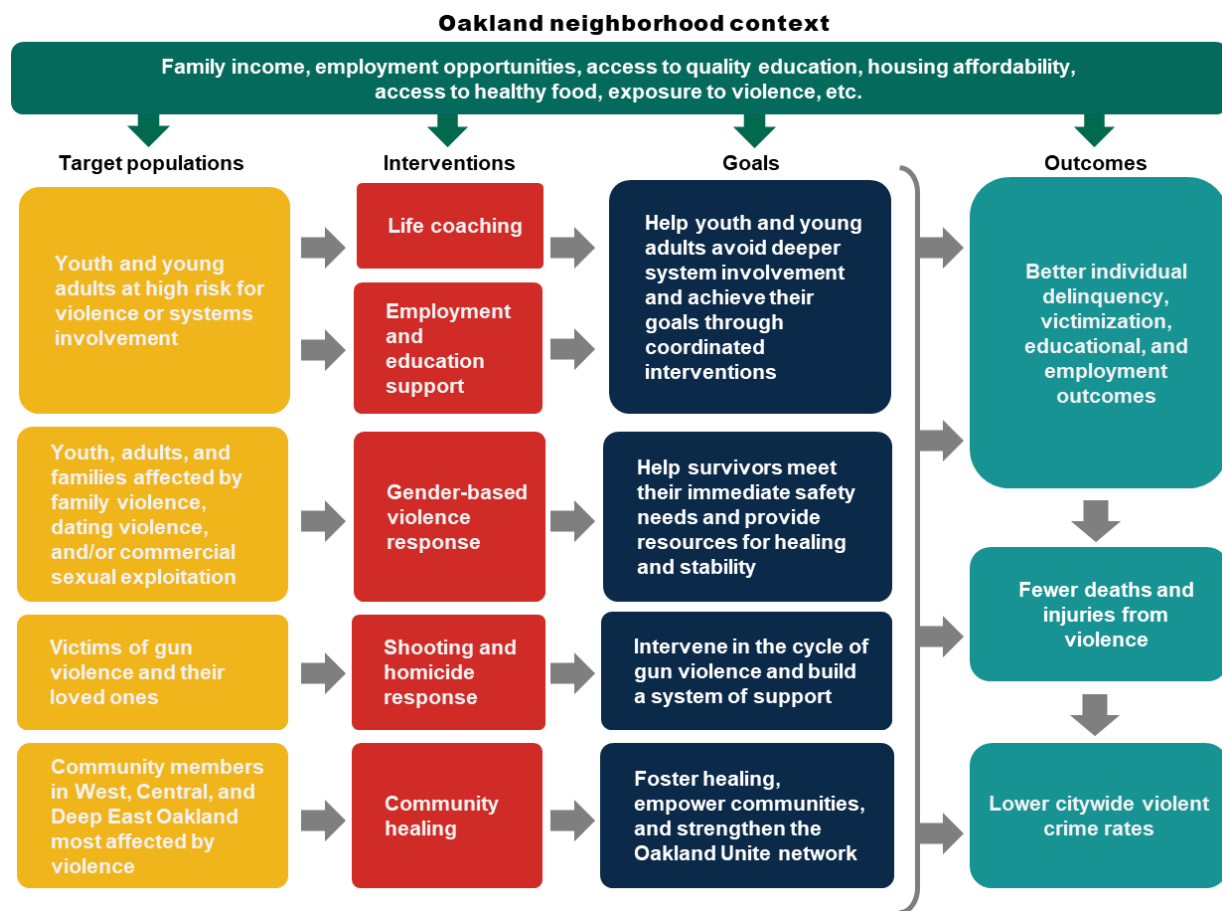 Oakland neighborhood context
Family income, employment opportunities, access to quality education, housing affordability,
access to healthy food, exposure to violence, etc.
Target populations
Interventions
Goals
Outcomes
Youth and young
adults at high risk for
violence or systems
involvement
Life coaching
Employment
and
education
support
Help youth and young
adults avoid deeper
system involvement
and achieve their
goals through
coordinated
interventions
Better individual
delinquency,
victimization,
educational, and
employment
outcomes
Youth, adults, and
families affected by
family violence,
dating violence,
and/or commercial
sexual exploitation
Gender-based
violence
response
Help survivors meet
their immediate safety
needs and provide
resources for healing
and stability
Fewer deaths and
injuries from
violence
Victims of gun
violence and their
loved ones
Shooting and
homicide
response
Intervene in the cycle of
gun violence and build
a system of support
Community members
in West, Central, and
Deep East Oakland
most affected by
violence
Community
healing
Foster healing,
empower communities,
and strengthen the
Oakland Unite network
Lower citywide violent
crime rates